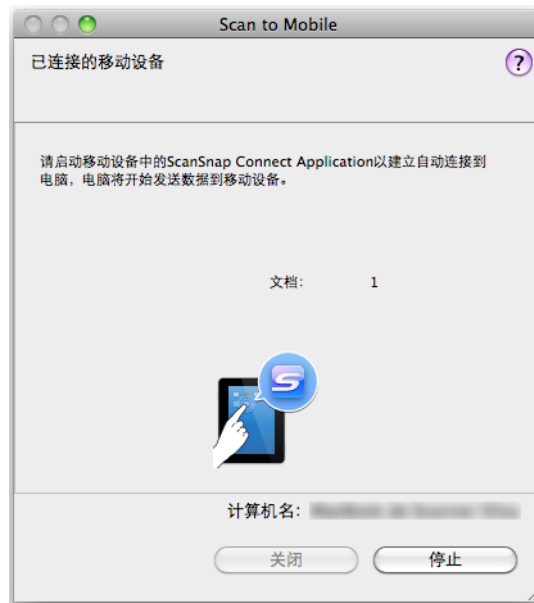 Scan to Mobile
已连接的移动设备
?
请启动移动设备中的ScanSnap Connect Application以建立自动连接到
电脑，电脑将开始发送数据到移动设备。
文档： 1
计算机名：
关闭 停止